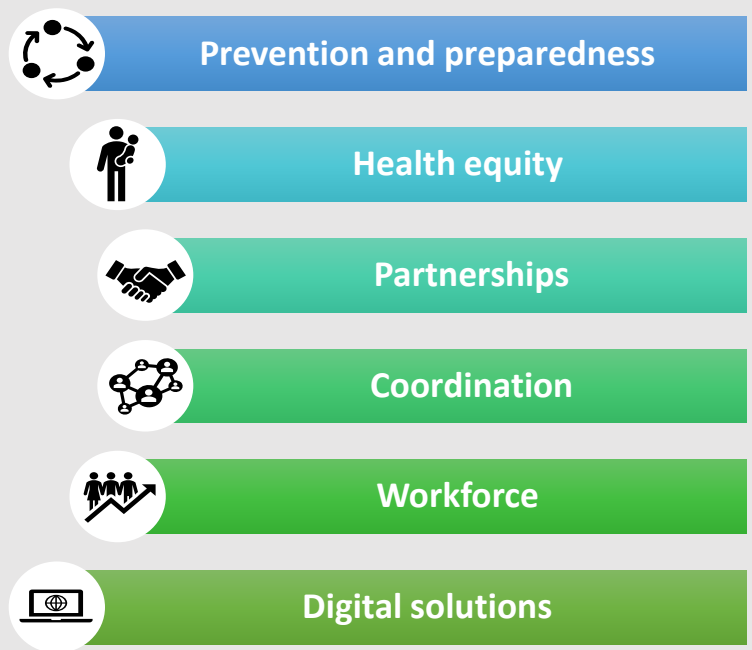 Prevention and preparedness
Health equity
Partnerships
Coordination
Workforce
Digital solutions